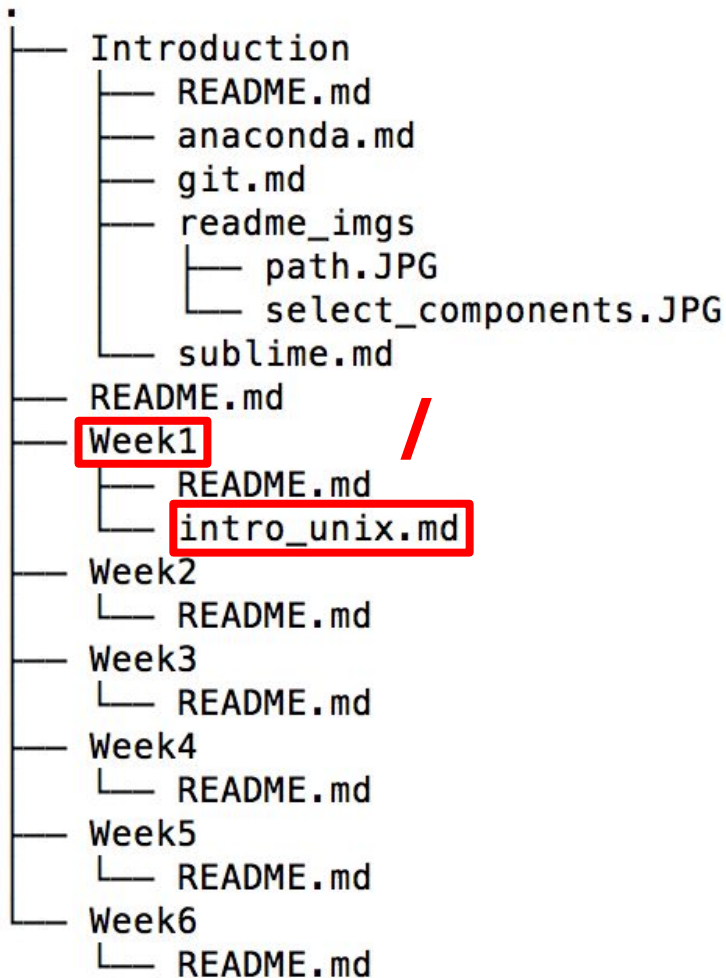 .
├── Introduction
│   ├── README.md
│   ├── anaconda.md
│   ├── git.md
│   ├── readme_imgs
│   │   ├── path.JPG
│   │   └── select_components.JPG
│   └── sublime.md
├── README.md
├── Week1 /
│   ├── README.md
│   └── intro_unix.md
├── Week2
│   └── README.md
├── Week3
│   └── README.md
├── Week4
│   └── README.md
├── Week5
│   └── README.md
└── Week6
    └── README.md